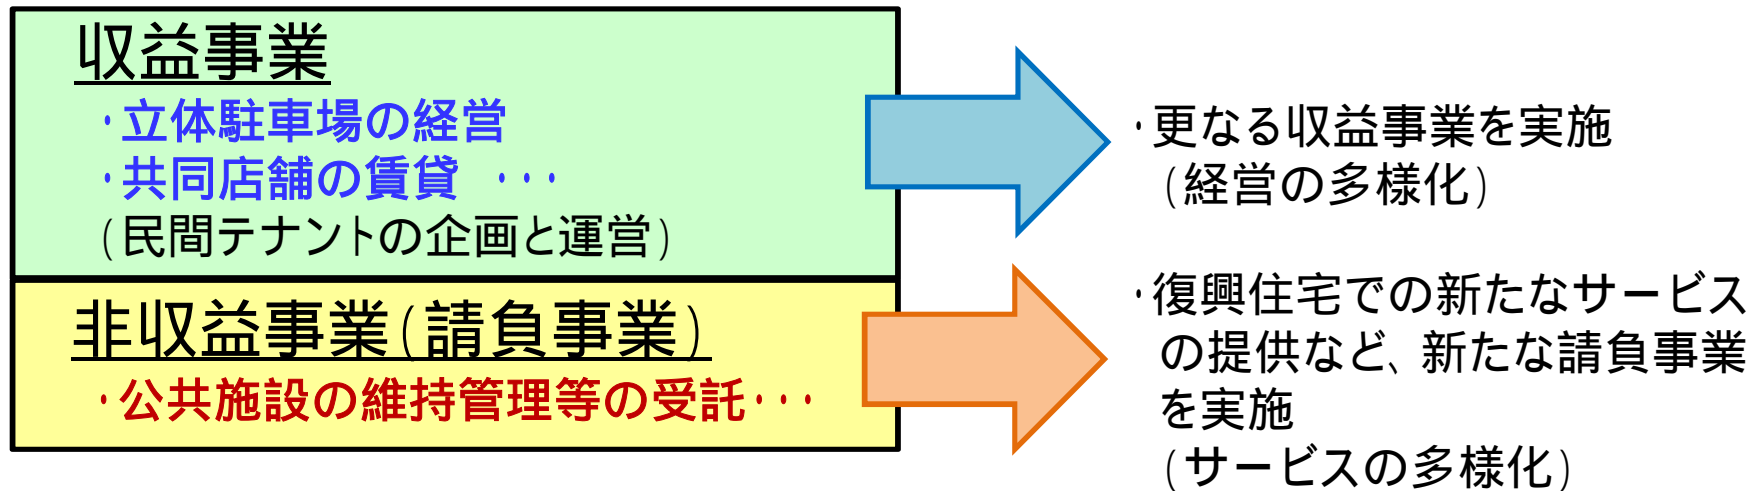 収益事業
・立体駐車場の経営
・共同店舗の賃貸 ・・・
(民間テナントの企画と運営)
非収益事業(請負事業)
・公共施設の維持管理等の受託・・・
・更なる収益事業を実施
(経営の多様化)
・復興住宅での新たなサービス
の提供など、新たな請負事業
を実施
(サービスの多様化)